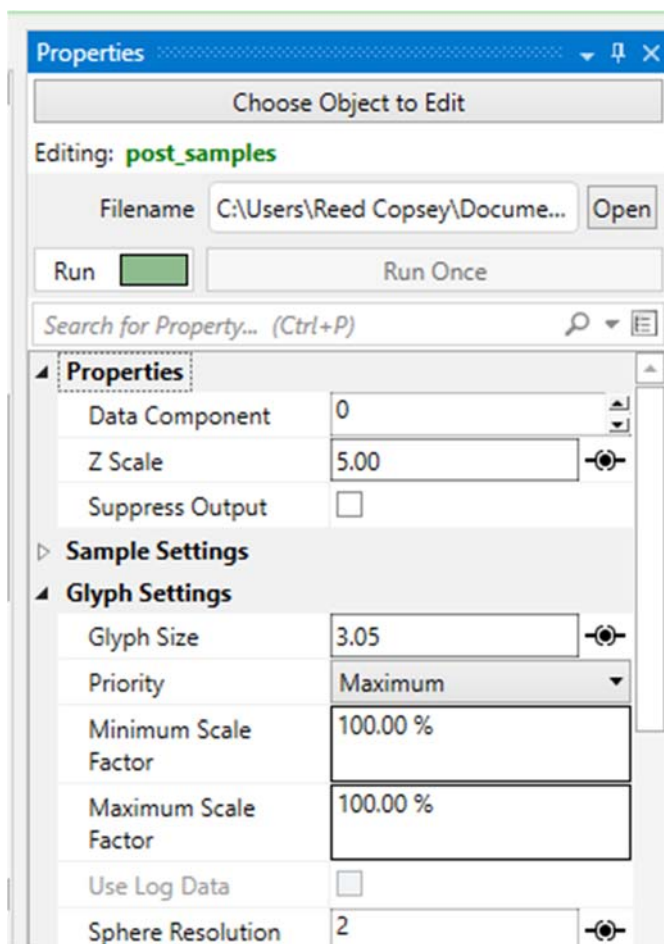 Properties
Choose Object to Edit
Editing: post_samples
Filename C:\Users\Reed Copsey\Docume... Open
Run Run Once
Search for Property... (Ctrl+P)
Properties
Data Component 0
Z Scale 5.00
Suppress Output
Sample Settings
Glyph Settings
Glyph Size 3.05
Priority Maximum
Minimum Scale 100.00 %
Factor
Maximum Scale 100.00 %
Factor
Use Log Data
Sphere Resolution 2